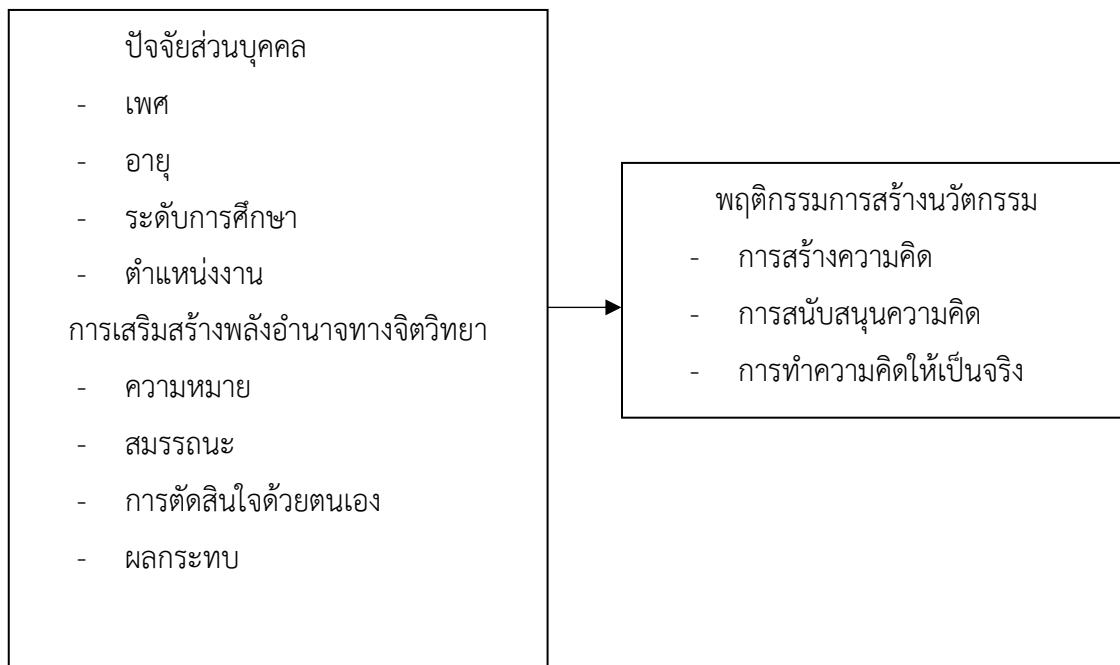 ปัจจัยส่วนบุคคล
- เพศ
- อายุ
- ระดับการศึกษา
- ตำแหน่งงาน
การเสริมสร้างพลังอำนาจทางจิตวิทยา
- ความหมาย
- สมรรถนะ
- การตัดสินใจด้วยตนเอง
- ผลกระทบ
พฤติกรรมการสร้างนวัตกรรม
- การสร้างความคิด
- การสนับสนุนความคิด
- การทำความคิดให้เป็นจริง